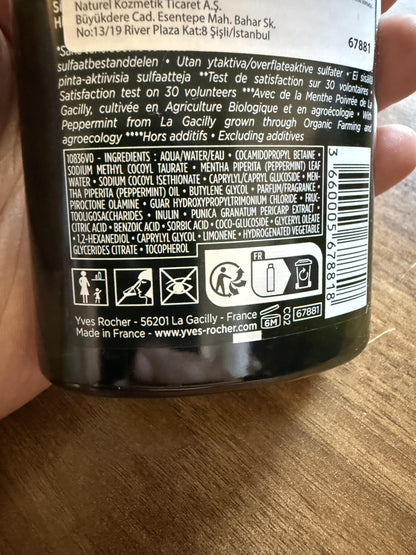 Naturel Kozmetik Ticaret A.Ş.
Büyükdere Cad. Esentepe Mah. Bahar Sk.
No:13/19 River Plaza Kat:8 Şişli/İstanbul
67881
sulfaatbestanddelen • Utan ytaktiva/overfladeaktive sulfater • Ei sisällä
pinta-aktiivisia sulfaatteja **Test de satisfaction sur 30 volontaires •
Satisfaction test on 30 volunteers ***Avec de la Menthe Poivrée de La
Gacilly, cultivée en Agriculture Biologique et en agroécologie • With
Peppermint from La Gacilly grown through Organic Farming and
agroecology ****Hors additifs • Excluding additives
10836V0 - INGREDIENTS : AQUA/WATER/EAU • COCAMIDOPROPYL BETAINE •
SODIUM METHYL COCOYL TAURATE • MENTHA PIPERITA (PEPPERMINT) LEAF
WATER • SODIUM COCOYL ISETHIONATE • CAPRYLYL/CAPRYL GLUCOSIDE • MEN-
THA PIPERITA (PEPPERMINT) OIL • BUTYLENE GLYCOL • PARFUM/FRAGRANCE •
PIROCTONE OLAMINE • GUAR HYDROXYPROPYLTRIMONIUM CHLORIDE • FRUC-
TOOLIGOSACCHARIDES • INULIN • PUNICA GRANATUM PERICARP EXTRACT •
CITRIC ACID • BENZOIC ACID • SORBIC ACID • COCO-GLUCOSIDE • GLYCERYL OLEATE
• 1,2-HEXANEDIOL • CAPRYLYL GLYCOL • LIMONENE • HYDROGENATED VEGETABLE
GLYCERIDES CITRATE • TOCOPHEROL
3660005678818
FR
Yves Rocher - 56201 La Gacilly - France
Made in France - www.yves-rocher.com
6M
CO2
67881